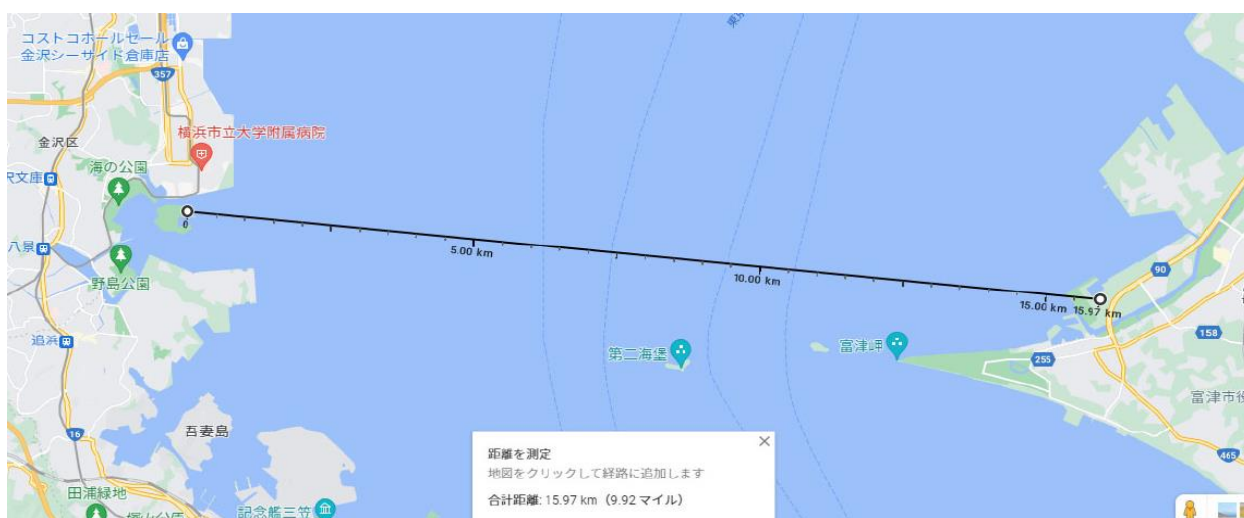 コストコホールセール
金沢シーサイド倉庫店
357
金沢区
横浜市立大学附属病院
海の公園
沢文庫
八景
野島公園
追浜
0
5.00 km
10.00 km
15.00 km
15.97 km
90
158
255
第二海堡
富津岬
富津市役
465
吾妻島
16
田浦緑地
記念艦三笠
距離を測定
地図をクリックして経路に追加します
合計距離: 15.97 km（9.92 マイル）